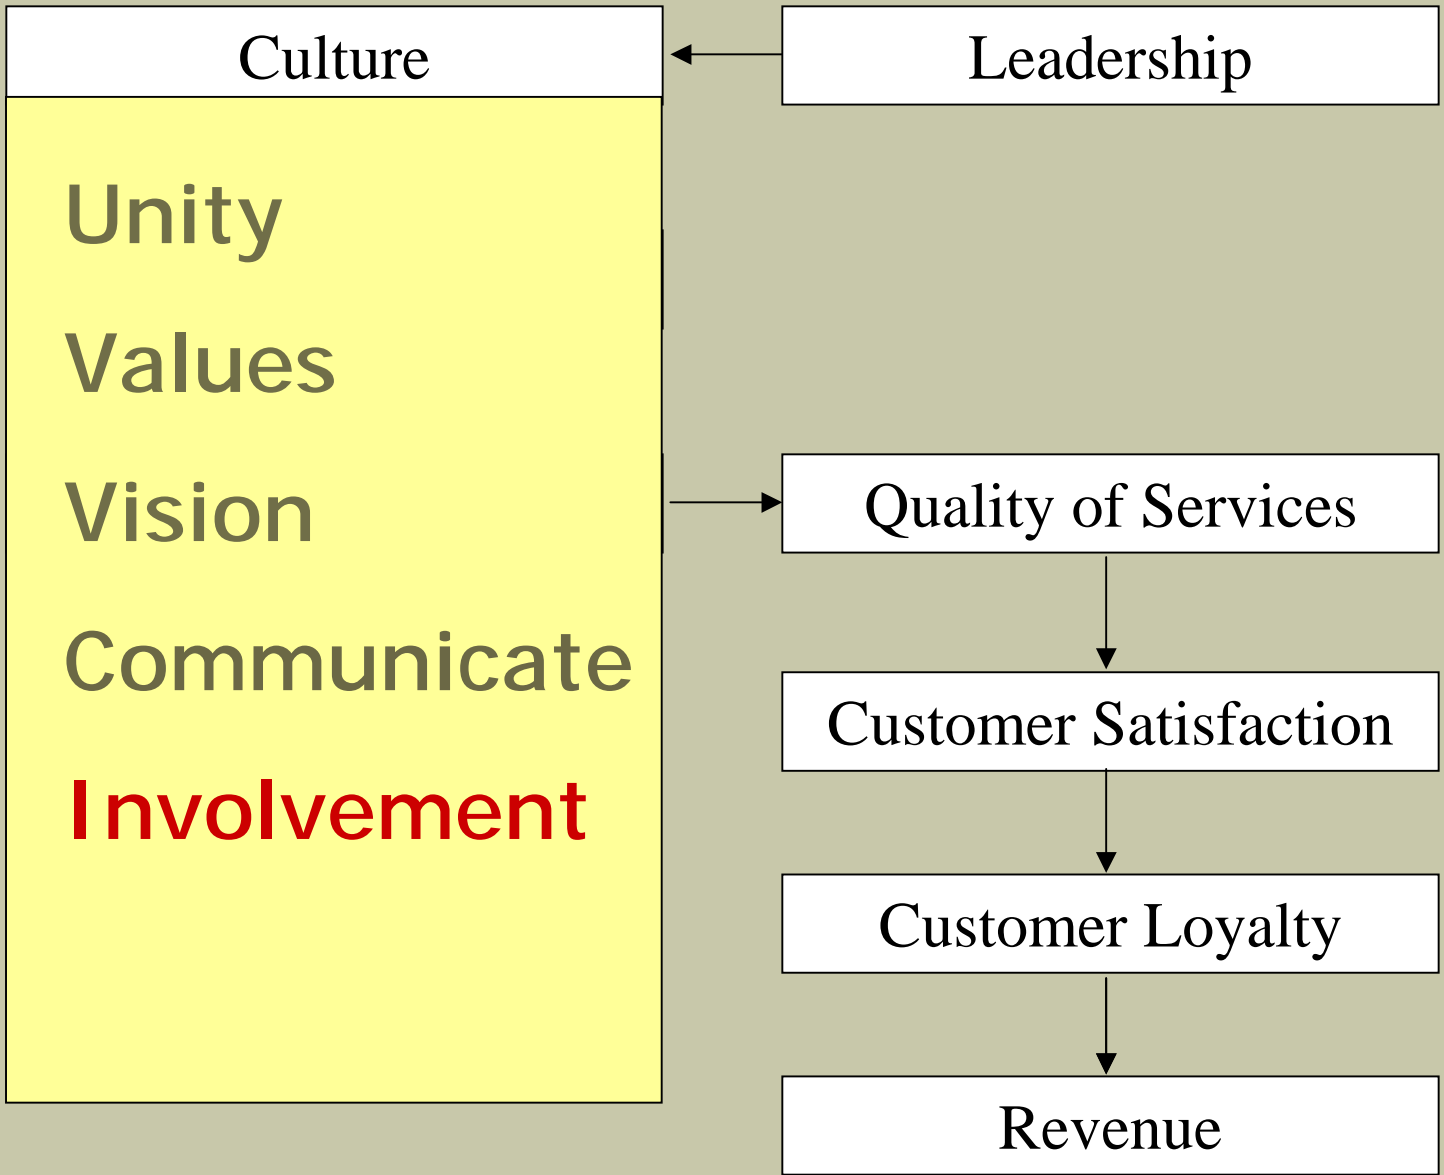 Culture
Leadership
Unity
Values
Vision
Communicate
Involvement
Quality of Services
Customer Satisfaction
Customer Loyalty
Revenue